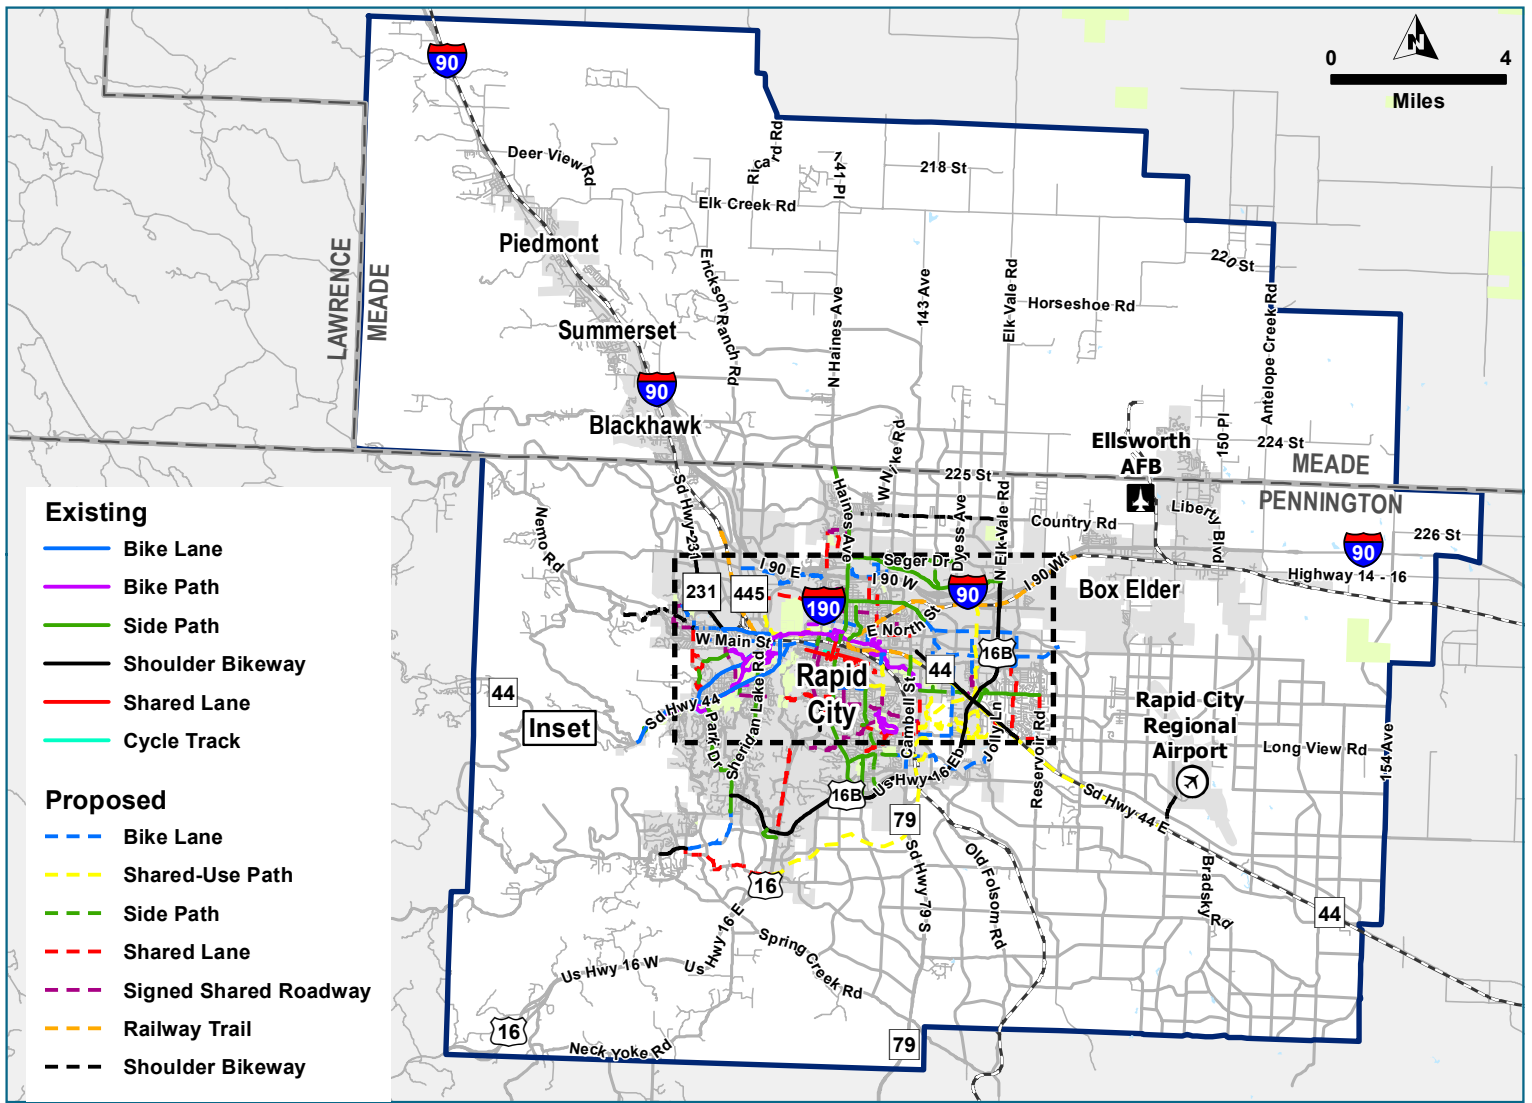 90
N
0 4
Miles
Deer View Rd
Ricard Rd
741 Pl
218 St
Elk Creek Rd
Piedmont
220 St
LAWRENCE
MEADE
Erickson Ranch Rd
N Haines Ave
143 Ave
Elk Vale Rd
Horseshoe Rd
Antelope Creek Rd
Summerset
90
Blackhawk
W Nike Rd
Ellsworth
AFB
150 Pl
224 St
MEADE
225 St
PENNINGTON
Sd Hwy 231
Haines Ave
Dyess Ave
N Elk Vale Rd
Country Rd
Liberty Blvd
226 St
90
Nemo Rd
Seger Dr
I 90 E
I 90 W
90
I 90 W
Highway 14 - 16
Box Elder
231
445
190
E North St
W Main St
16B
44
Rapid
City
44
Sd Hwy 44
Inset
Park Dr
Sheridan Lake Rd
Campbell St
Jolly Ln
Reservoir Rd
Rapid City
Regional
Airport
Long View Rd
154 Ave
Us Hwy 16 Eb
16B
79
Sd Hwy 44 E
16
Sd Hwy 79 S
Old Folsom Rd
Bradsky Rd
44
Us Hwy 16 E
Spring Creek Rd
Us Hwy 16 W
16
Neck Yoke Rd
79
Existing
Bike Lane
Bike Path
Side Path
Shoulder Bikeway
Shared Lane
Cycle Track
Proposed
Bike Lane
Shared-Use Path
Side Path
Shared Lane
Signed Shared Roadway
Railway Trail
Shoulder Bikeway